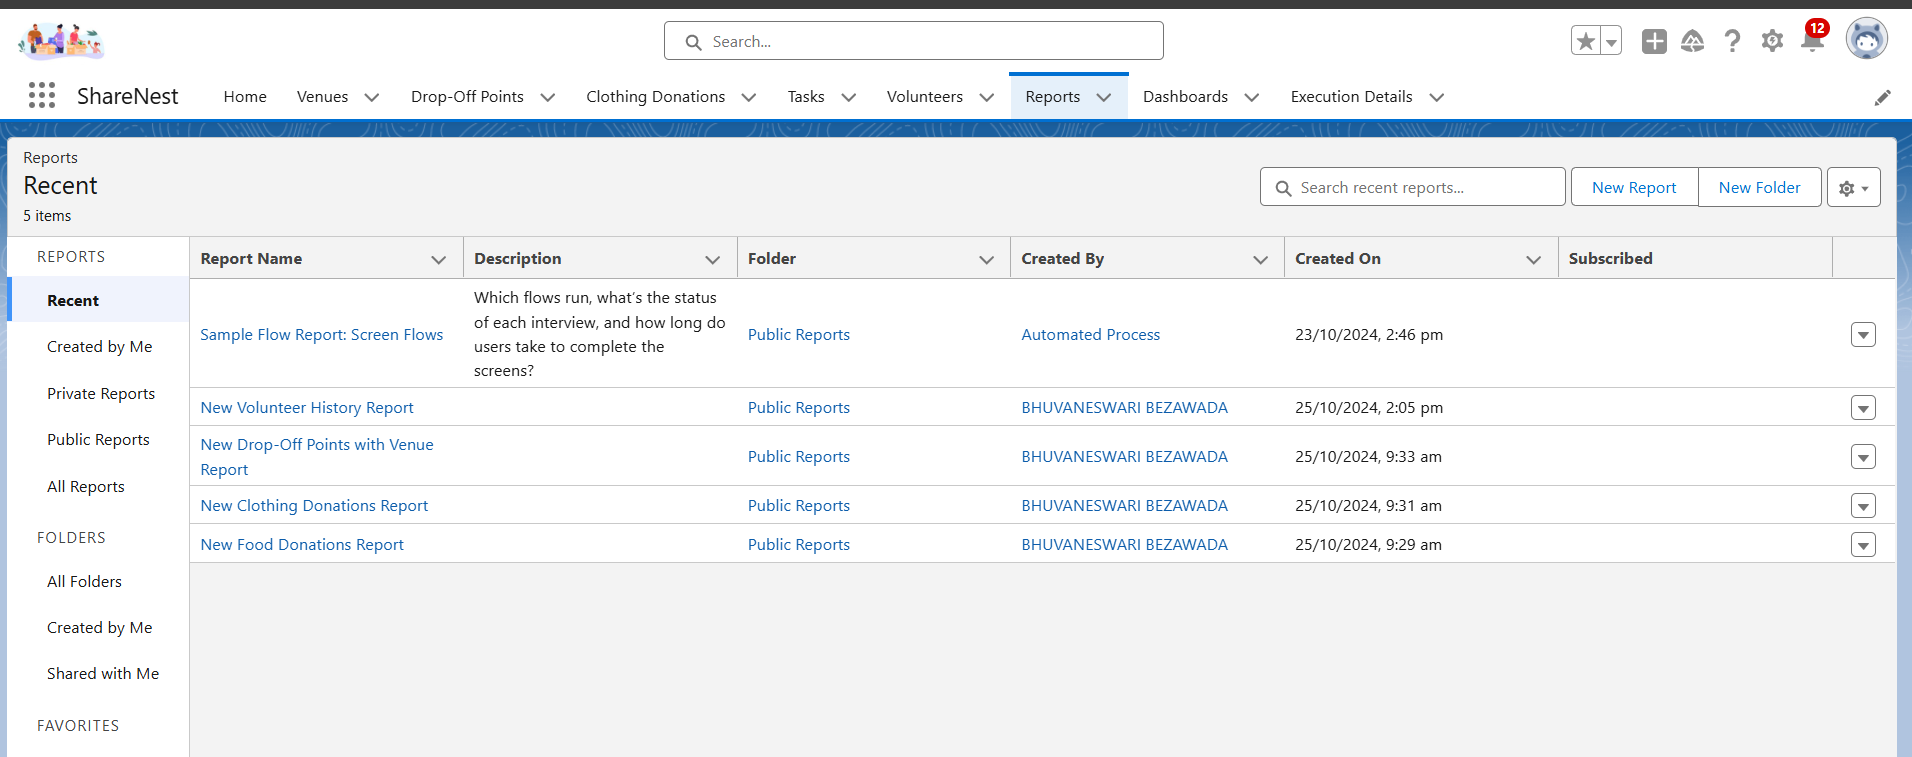 Search...
12
ShareNest
Home
Venues
Drop-Off Points
Clothing Donations
Tasks
Volunteers
Reports
Dashboards
Execution Details
Reports
Recent
5 items
Search recent reports...
New Report
New Folder
REPORTS
Recent
Created by Me
Private Reports
Public Reports
All Reports
FOLDERS
All Folders
Created by Me
Shared with Me
FAVORITES
Report Name
Description
Folder
Created By
Created On
Subscribed
Sample Flow Report: Screen Flows
Which flows run, what's the status
of each interview, and how long do
users take to complete the
screens?
Public Reports
Automated Process
23/10/2024, 2:46 pm
New Volunteer History Report
Public Reports
BHUVANESWARI BEZAWADA
25/10/2024, 2:05 pm
New Drop-Off Points with Venue
Report
Public Reports
BHUVANESWARI BEZAWADA
25/10/2024, 9:33 am
New Clothing Donations Report
Public Reports
BHUVANESWARI BEZAWADA
25/10/2024, 9:31 am
New Food Donations Report
Public Reports
BHUVANESWARI BEZAWADA
25/10/2024, 9:29 am